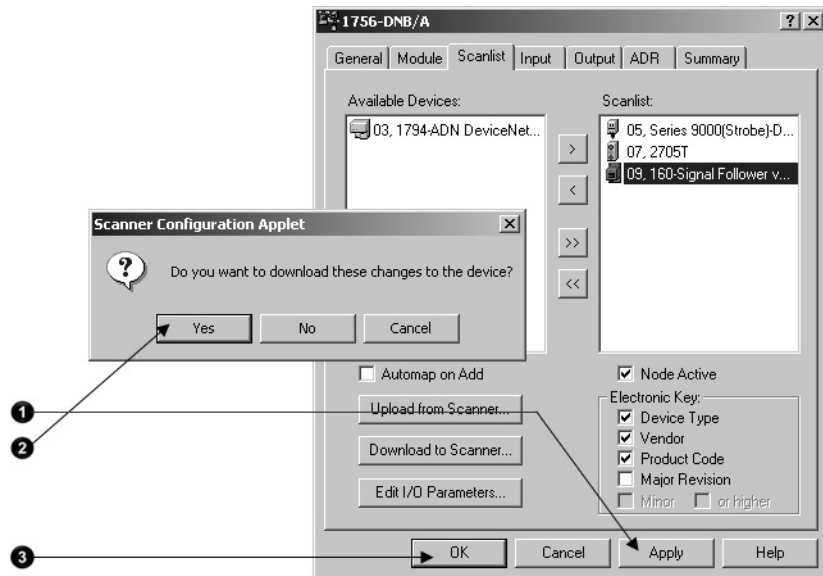 1756-DNB/A
General Module Scanlist Input Output ADR Summary
Available Devices:
03, 1794-ADN DeviceNet...
Scanlist:
05, Series 9000(Strobe)-D...
07, 2705T
09, 160-Signal Follower v...
>
<
>>
<<
Scanner Configuration Applet
Do you want to download these changes to the device?
Yes No Cancel
Automap on Add
Upload from Scanner...
Download to Scanner...
Edit I/O Parameters...
Node Active
Electronic Key:
Device Type
Vendor
Product Code
Major Revision
Minor or higher
OK Cancel Apply Help
1
2
3